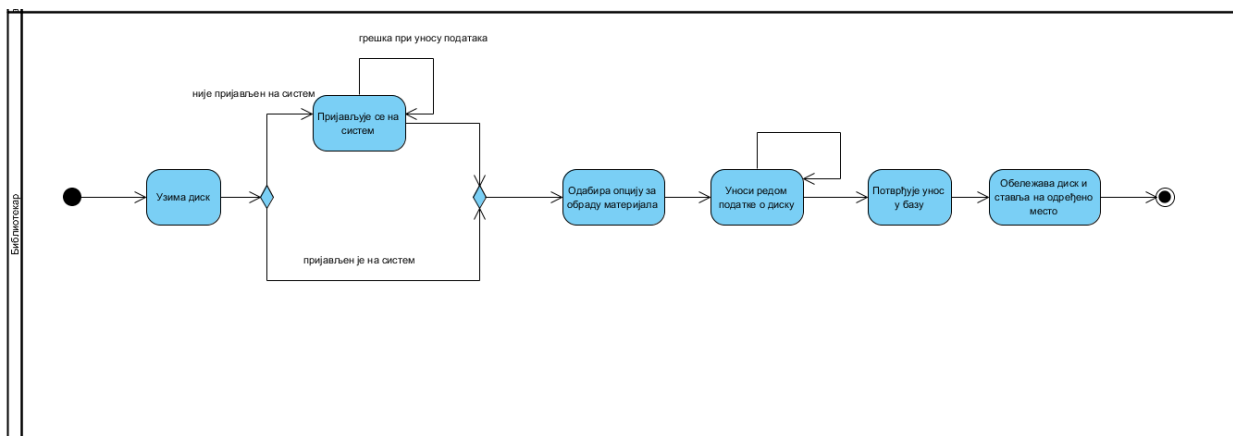 Библиотекар
грешка при уносу података
није пријављен на систем
Пријављује се на
систем
Узима диск
пријављен је на систем
Одабира опцију за
обраду материјала
Уноси редом
податке о диску
Потврђује унос
у базу
Обележава диск и
ставља на одређено
место